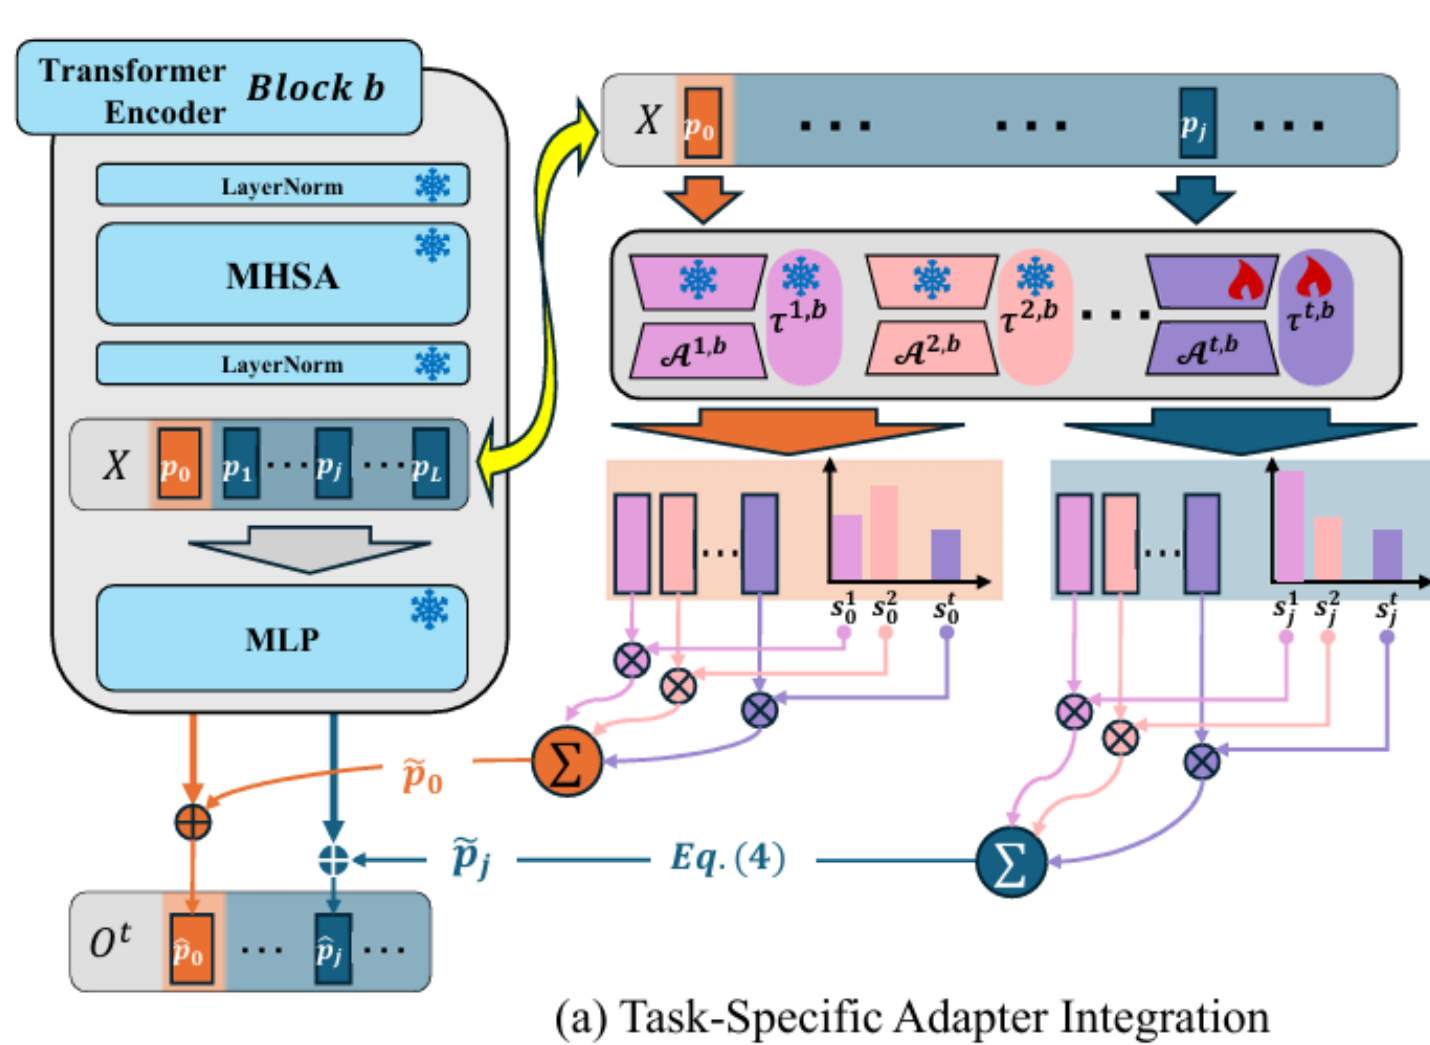 Transformer Encoder Block b
LayerNorm
MHSA
LayerNorm
X p₀ p₁ ··· pⱼ ··· p_L
MLP
X p₀ ··· ··· pⱼ ···
𝒜¹,ᵇ τ¹,ᵇ 𝒜²,ᵇ τ²,ᵇ ··· 𝒜ᵗ,ᵇ τᵗ,ᵇ
··· s₀¹ s₀² s₀ᵗ
··· sⱼ¹ sⱼ² sⱼᵗ
Σ
p̃₀
Σ
Eq. (4)
p̃ⱼ
Oᵗ p̂₀ ··· p̂ⱼ ···
(a) Task-Specific Adapter Integration